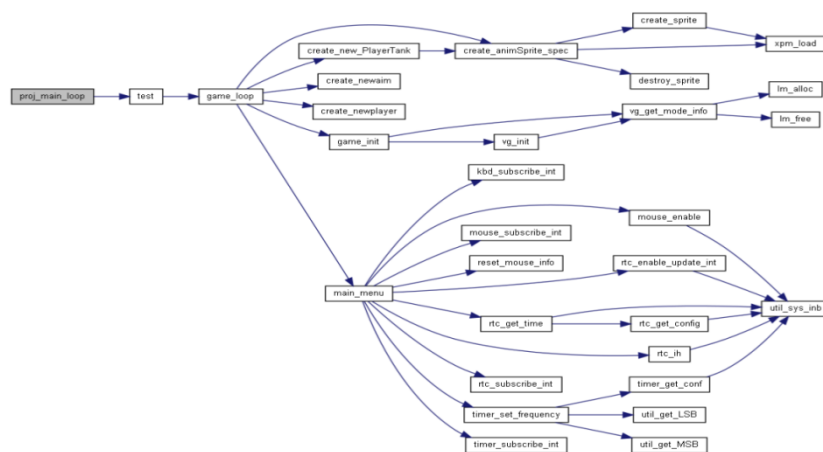 create_sprite
xpm_load
create_new_PlayerTank
create_animSprite_spec
create_newaim
destroy_sprite
proj_main_loop
test
game_loop
lm_alloc
create_newplayer
vg_get_mode_info
lm_free
game_init
vg_init
kbd_subscribe_int
mouse_enable
mouse_subscribe_int
reset_mouse_info
rtc_enable_update_int
main_menu
util_sys_inb
rtc_get_time
rtc_get_config
rtc_ih
rtc_subscribe_int
timer_get_conf
timer_set_frequency
util_get_LSB
timer_subscribe_int
util_get_MSB